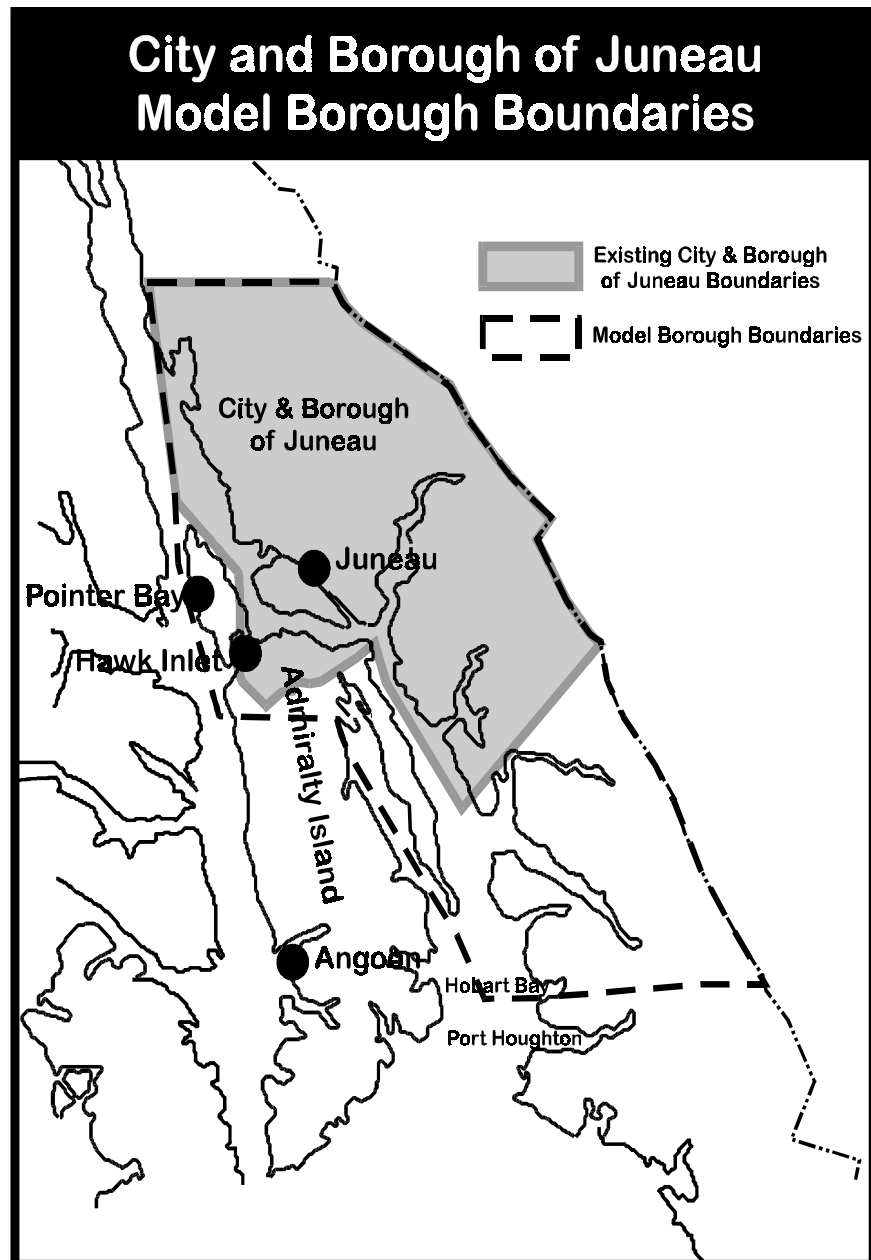 City and Borough of Juneau
Model Borough Boundaries
Existing City & Borough
of Juneau Boundaries
Model Borough Boundaries
City & Borough
of Juneau
Juneau
Pointer Bay
Hawk Inlet
Admiralty Island
Angoon
Hobart Bay
Port Houghton